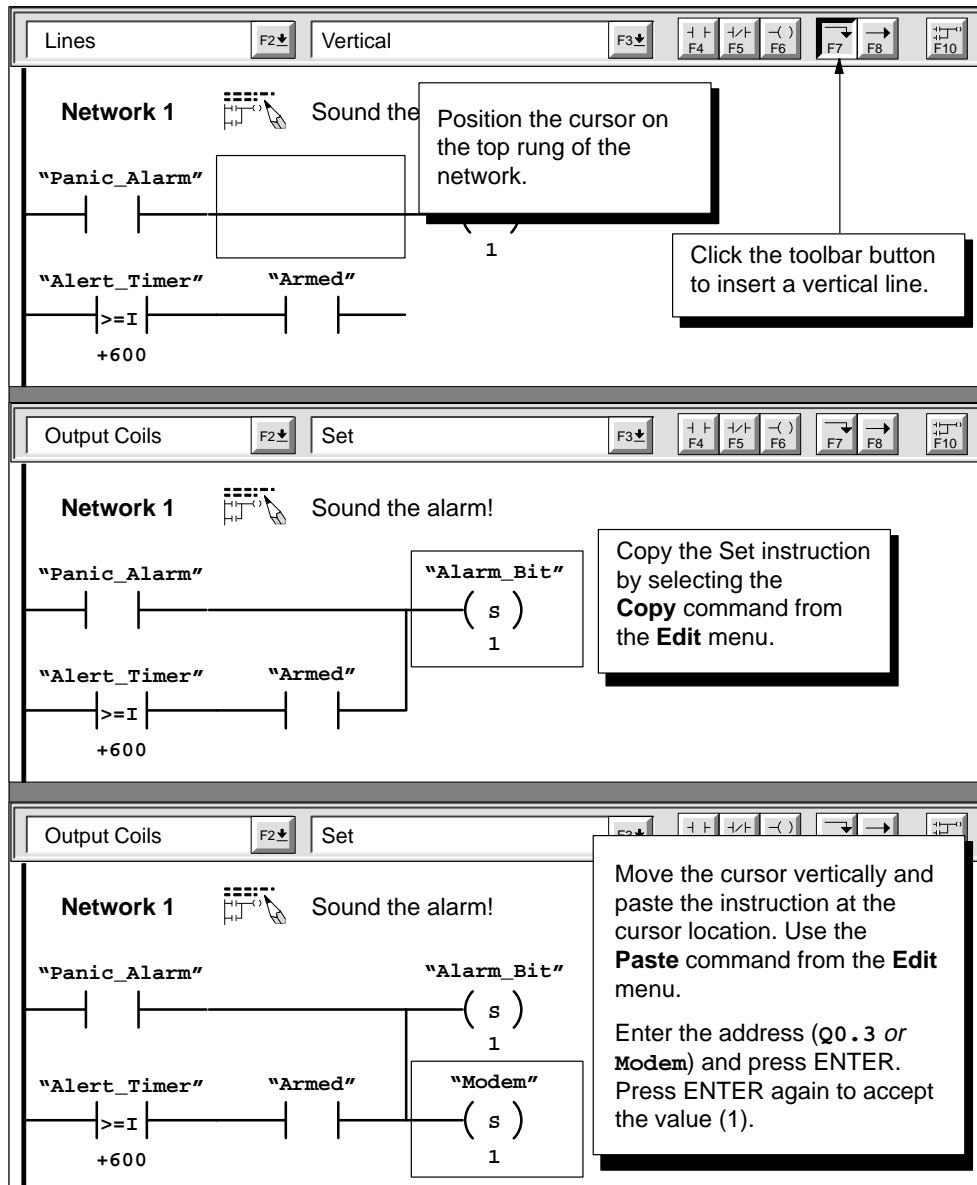 Lines F2 Vertical F3 F4 F5 F6 F7 F8 F10
Network 1 Sound the
Position the cursor on
the top rung of the
network.
“Panic_Alarm”
1
Click the toolbar button
to insert a vertical line.
“Alert_Timer” “Armed”
>=I
+600
Output Coils F2 Set F3 F4 F5 F6 F7 F8 F10
Network 1 Sound the alarm!
Copy the Set instruction
by selecting the
Copy command from
the Edit menu.
“Panic_Alarm” “Alarm_Bit”
S
1
“Alert_Timer” “Armed”
>=I
+600
Output Coils F2 Set
Network 1 Sound the alarm!
Move the cursor vertically and
paste the instruction at the
cursor location. Use the
Paste command from the Edit
menu.
Enter the address (Q0.3 or
Modem) and press ENTER.
Press ENTER again to accept
the value (1).
“Panic_Alarm” “Alarm_Bit”
S
1
“Alert_Timer” “Armed” “Modem”
>=I S
+600 1